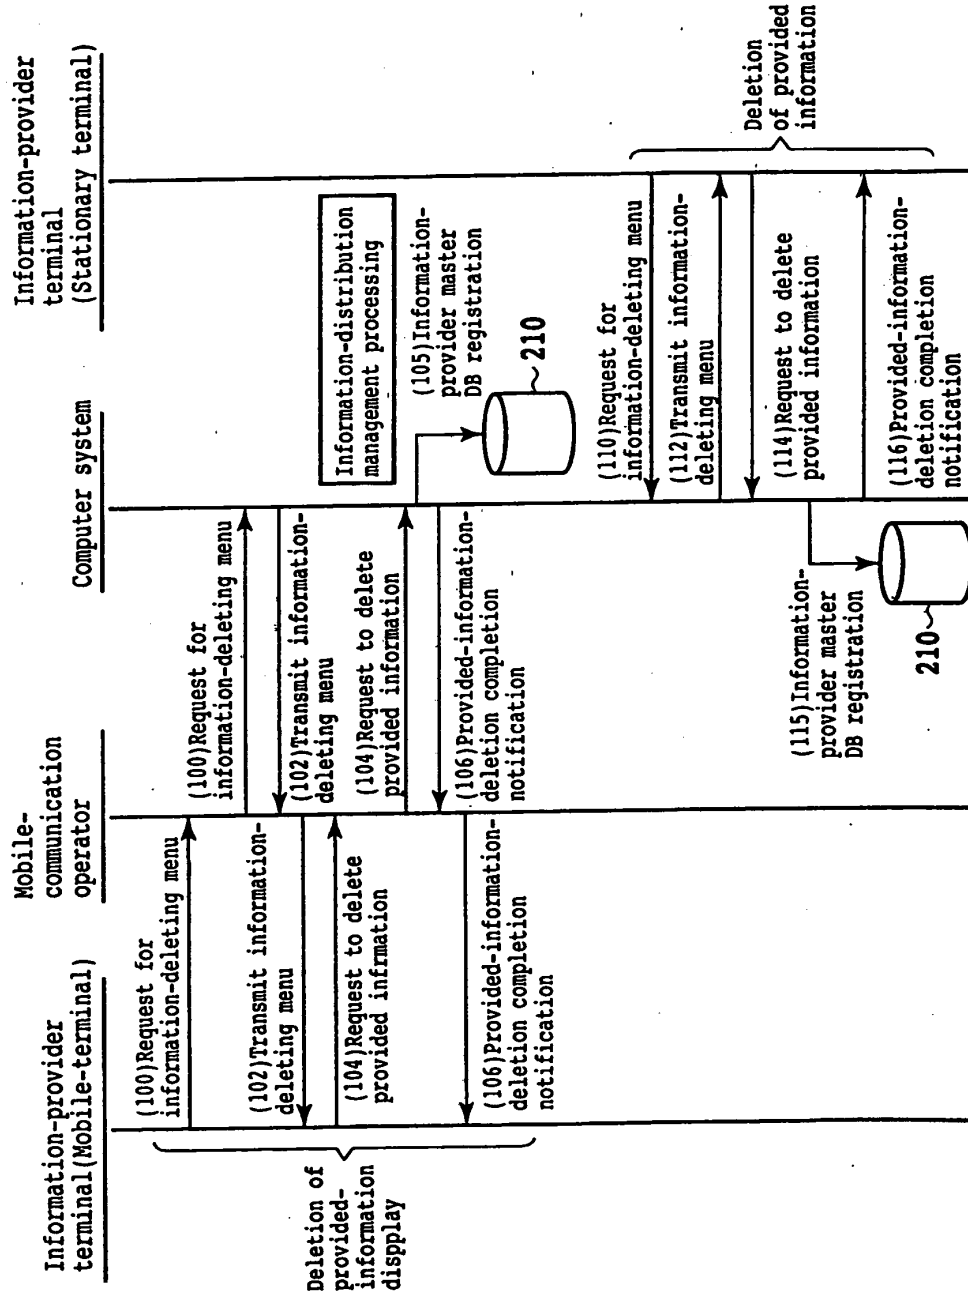 Information-provider
terminal(Mobile-terminal)
Mobile-
communication
operator
Computer system
Information-provider
terminal
(Stationary terminal)
(100)Request for
information-deleting menu
(100)Request for
information-deleting menu
(102)Transmit information-
deleting menu
(102)Transmit information-
deleting menu
(104)Request to delete
provided infrmation
(104)Request to delete
provided information
Information-distribution
management processing
(105)Information-
provider master
DB registration
210
(106)Provided-information-
deletion completion
notification
(106)Provided-information-
deletion completion
notification
Deletion of
provided-
information
dispplay
(110)Request for
information-deleting menu
(112)Transmit information-
deleting menu
(114)Request to delete
provided information
(115)Information-
provider master
DB registration
210
(116)Provided-information-
deletion completion
notification
Deletion
of provided
information